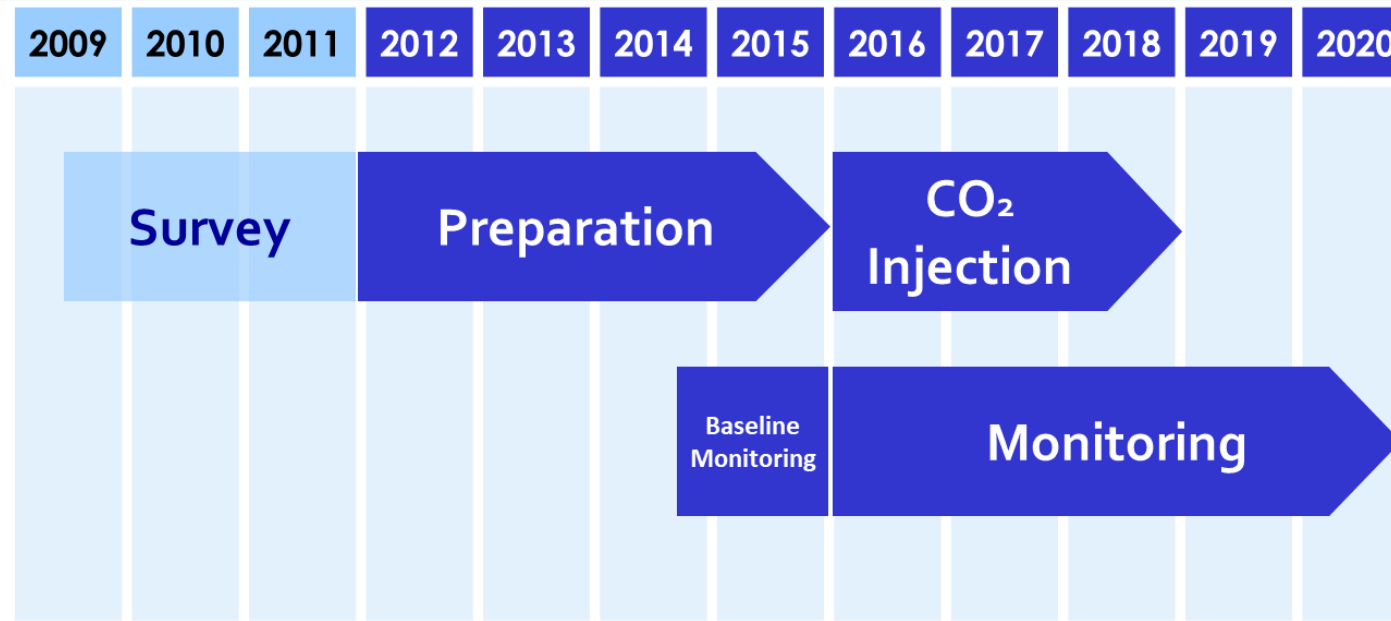 2009 2010 2011 2012 2013 2014 2015 2016 2017 2018 2019 2020
Survey
Preparation
CO₂
Injection
Baseline
Monitoring
Monitoring